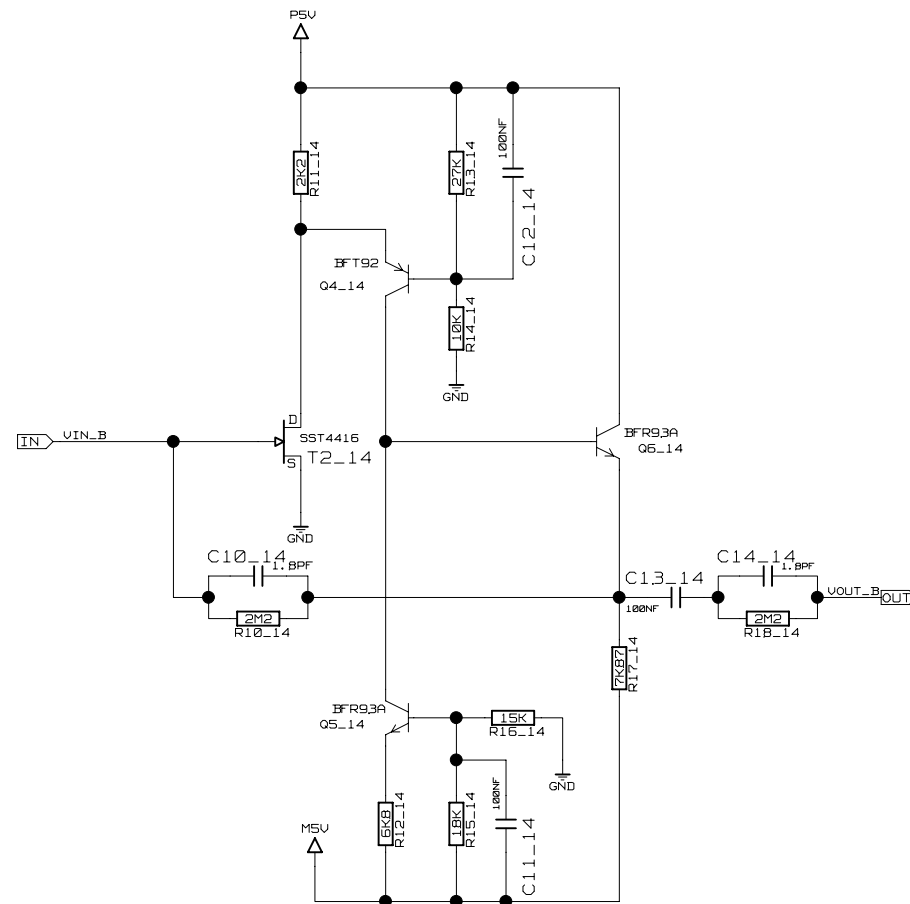 P5V
2K2
R11_14
27K
R13_14
100NF
C12_14
BFT92
Q4_14
10K
R14_14
GND
IN
VIN_B
D
S
SST4416
T2_14
GND
BFR93A
Q6_14
C10_14
1.8PF
2M2
R10_14
C13_14
100NF
C14_14
1.8PF
2M2
R18_14
VOUT_B
OUT
7K87
R17_14
BFR93A
Q5_14
15K
R16_14
GND
6K8
R12_14
18K
R15_14
100NF
C11_14
M5V